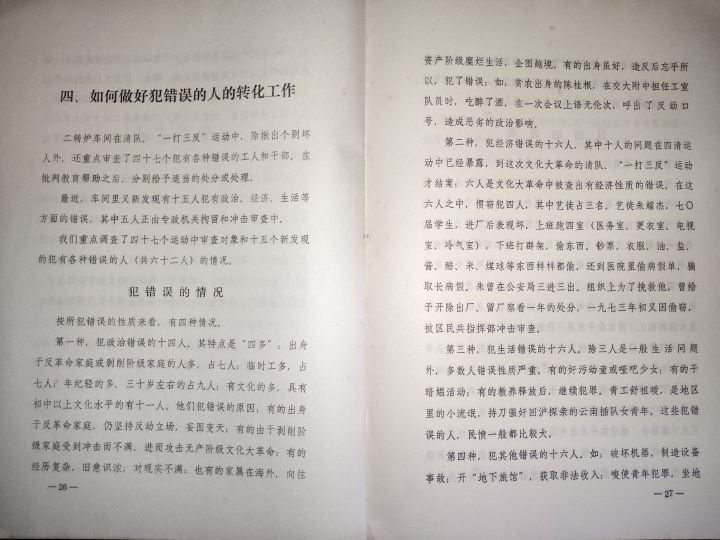 四、如何做好犯错误的人的转化工作
二转炉车间在清队、“一打三反”运动中，除揪出个别坏
人外，还重点审查了四十七个犯有各种错误的工人和干部。在
批判教育帮助之后，分别给予适当的处分或处理。
最近，车间里又新发现有十五人犯有政治、经济、生活等
方面的错误，其中五人正由专政机关拘留和冲击审查中。
我们重点调查了四十七个运动中审查对象和十五个新发现
的犯有各种错误的人（共六十二人）的情况。
犯错误的情况
按所犯错误的性质来看，有四种情况。
第一种，犯政治错误的十四人。其特点是“四多”：出身
于反革命家庭或剥削阶级家庭的人多，占七人；临时工多，占
七人；年纪轻的多，三十岁左右的占九人；有文化的多，具有
初中以上文化水平的有十一人。他们犯错误的原因：有的出身
于反革命家庭，仍坚持反动立场，妄图变天；有的由于剥削阶
级家庭受到冲击而不满，进而攻击无产阶级文化大革命；有的
经历复杂，旧意识浓，对现实不满；也有的家属在海外，向往
—26—
资产阶级糜烂生活，企图越境。有的出身虽好，造反后忘乎所
以，犯了错误；如，贫农出身的陈桂根，在交大附中担任工宣
队员时，吃醉了酒，在一次会议上语无伦次，呼出了反动口
号，造成恶劣的政治影响。
第二种，犯经济错误的十六人，其中十人的问题在四清运
动中已经暴露，到这次文化大革命的清队、“一打三反”运动
才结案；六人是文化大革命中被查出有经济性质的错误。在这
六人之中，惯窃犯四人，其中艺徒占三名。艺徒朱耀杰，七〇
届学生，进厂后表现坏，上班跑四室（医务室、更衣室、电视
室、冷气室），下班打群架，偷东西，钞票、衣服、油、盐、
酱、醋、米、煤球等东西样样都偷，还到医院里偷病假单，骗
取长病假。朱曾在公安局三进三出。组织上为了挽救他，曾给
予开除出厂、留厂察看一年的处分，一九七三年初又因偷窃，
被区民兵指挥部冲击审查。
第三种，犯生活错误的十六人。除三人是一般生活问题
外，多数人错误性质严重。有的奸污幼童或哑吧少女；有的干
暗娼活动；有的教养释放后，继续犯罪。青工舒祖暖，是地区
里的小流氓，持刀强奸回沪探亲的云南插队女青年。这些犯错
误的人，民愤一般都比较大。
第四种，犯其他错误的十六人。如：破坏机器，制造设备
事故；开“地下旅馆”，获取非法收入；唆使青年犯罪，坐地
—27—